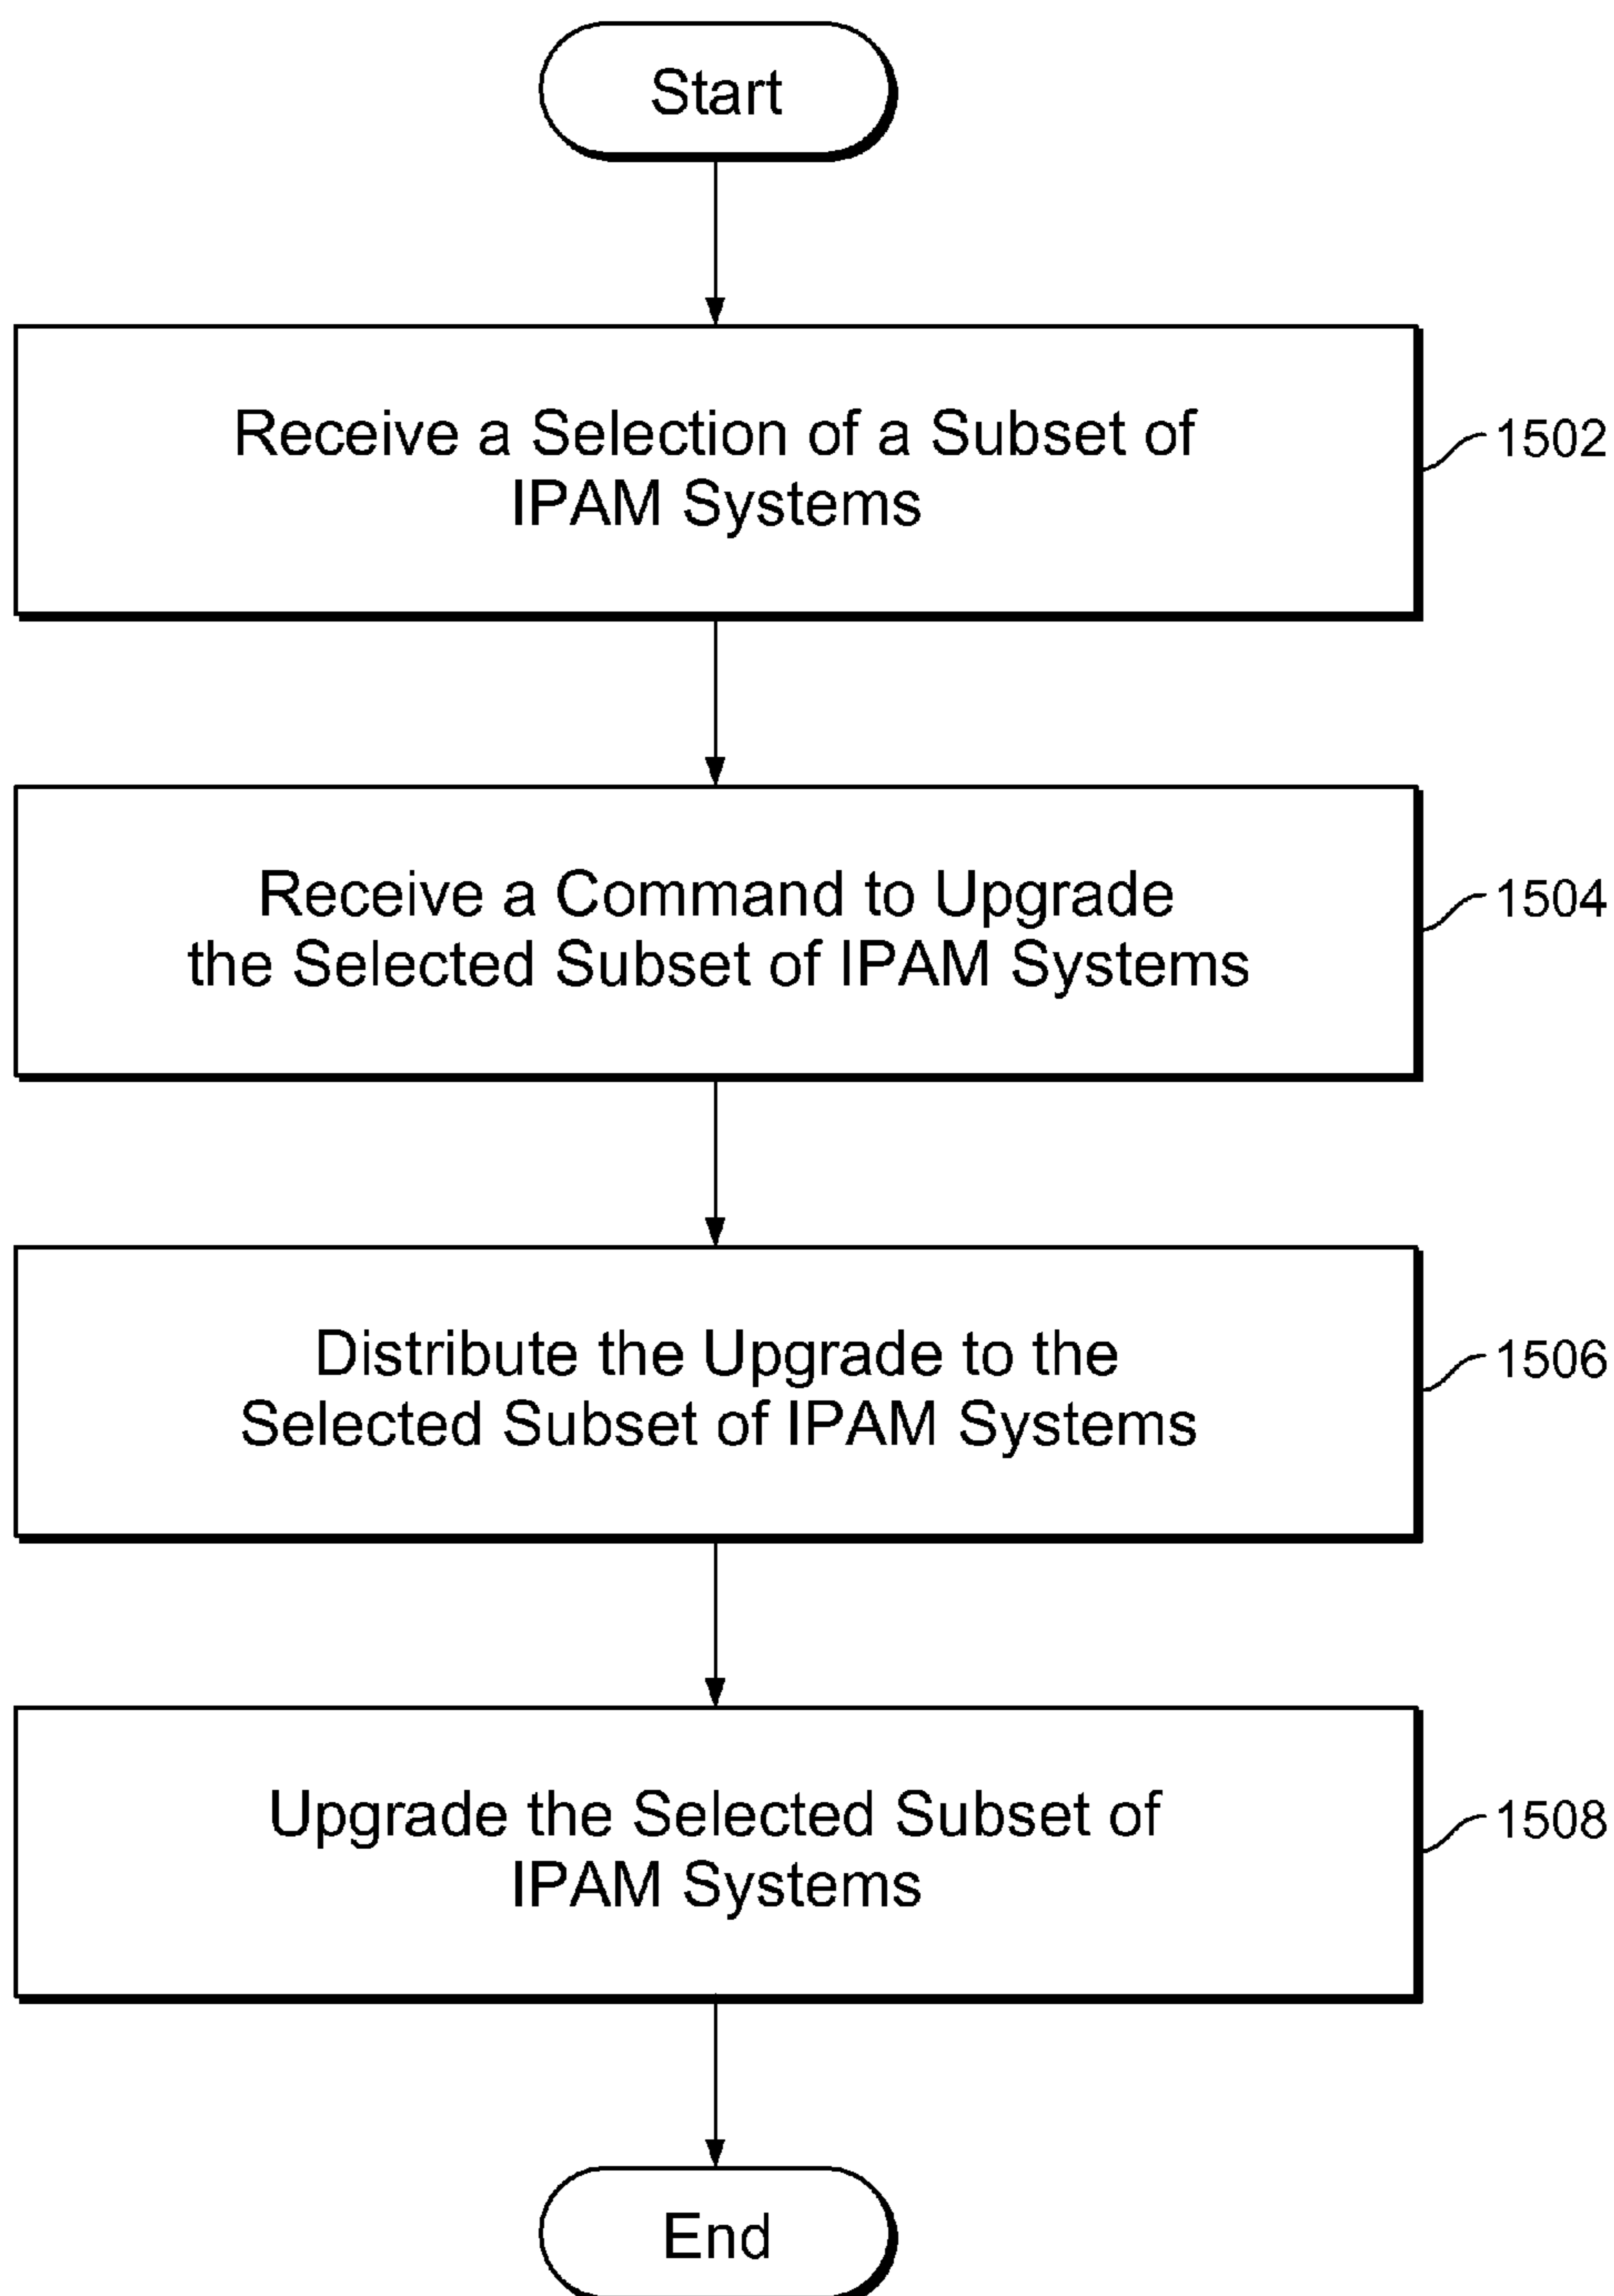 Start
Receive a Selection of a Subset of
IPAM Systems
1502
Receive a Command to Upgrade
the Selected Subset of IPAM Systems
1504
Distribute the Upgrade to the
Selected Subset of IPAM Systems
1506
Upgrade the Selected Subset of
IPAM Systems
1508
End